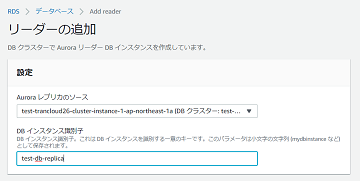 RDS > データベース > Add reader
リーダーの追加
DB クラスターで Aurora リーダー DB インスタンスを作成しています。
設定
Aurora レプリカのソース
test-trancloud26-cluster-instance-1-ap-northeast-1a (DB クラスター: test-...
DB インスタンス識別子
DB インスタンス識別子。これは DB インスタンスを識別する一意のキーです。このパラメータは小文字の文字列 (mydbinstance など)
として保存されます。
test-db-replica